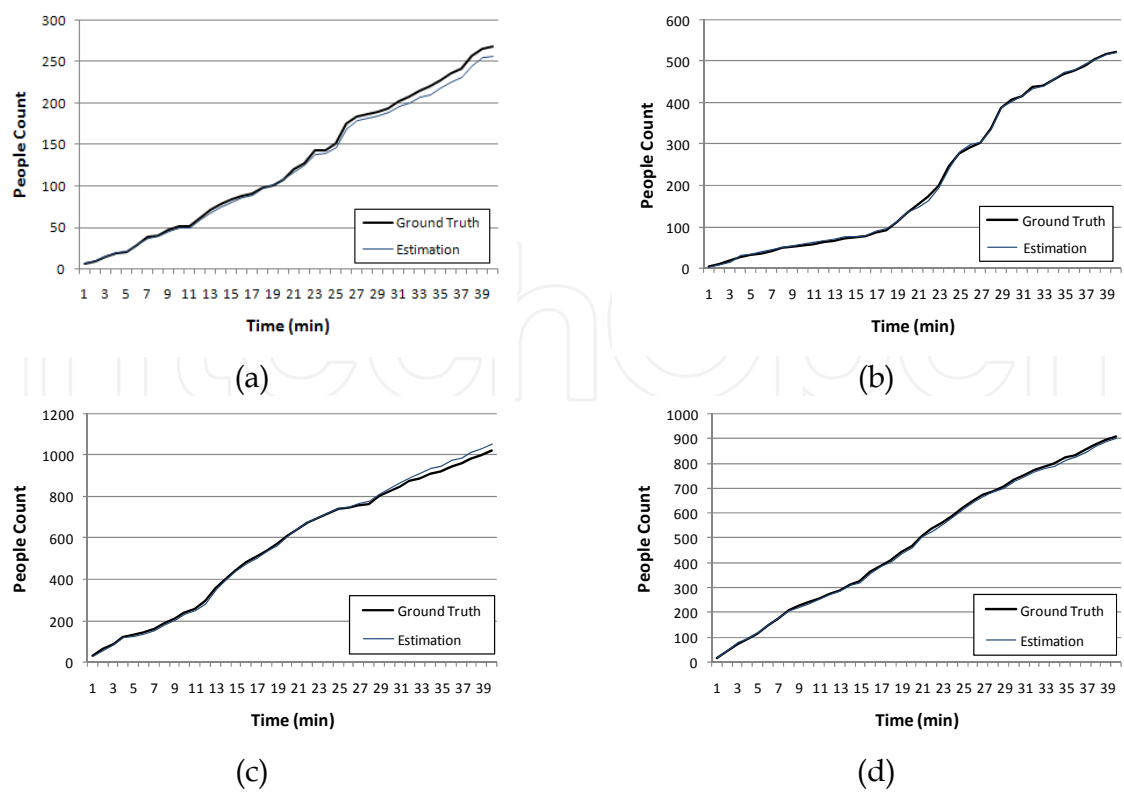 300
250
200
150
100
50
0
People Count
1 3 5 7 9 11 13 15 17 19 21 23 25 27 29 31 33 35 37 39
Time (min)
Ground Truth
Estimation
(a)
600
500
400
300
200
100
0
People Count
1 3 5 7 9 11 13 15 17 19 21 23 25 27 29 31 33 35 37 39
Time (min)
Ground Truth
Estimation
(b)
intechopen
1200
1000
800
600
400
200
0
People Count
1 3 5 7 9 11 13 15 17 19 21 23 25 27 29 31 33 35 37 39
Time (min)
Ground Truth
Estimation
(c)
1000
900
800
700
600
500
400
300
200
100
0
People Count
1 3 5 7 9 11 13 15 17 19 21 23 25 27 29 31 33 35 37 39
Time (min)
Ground Truth
Estimation
(d)